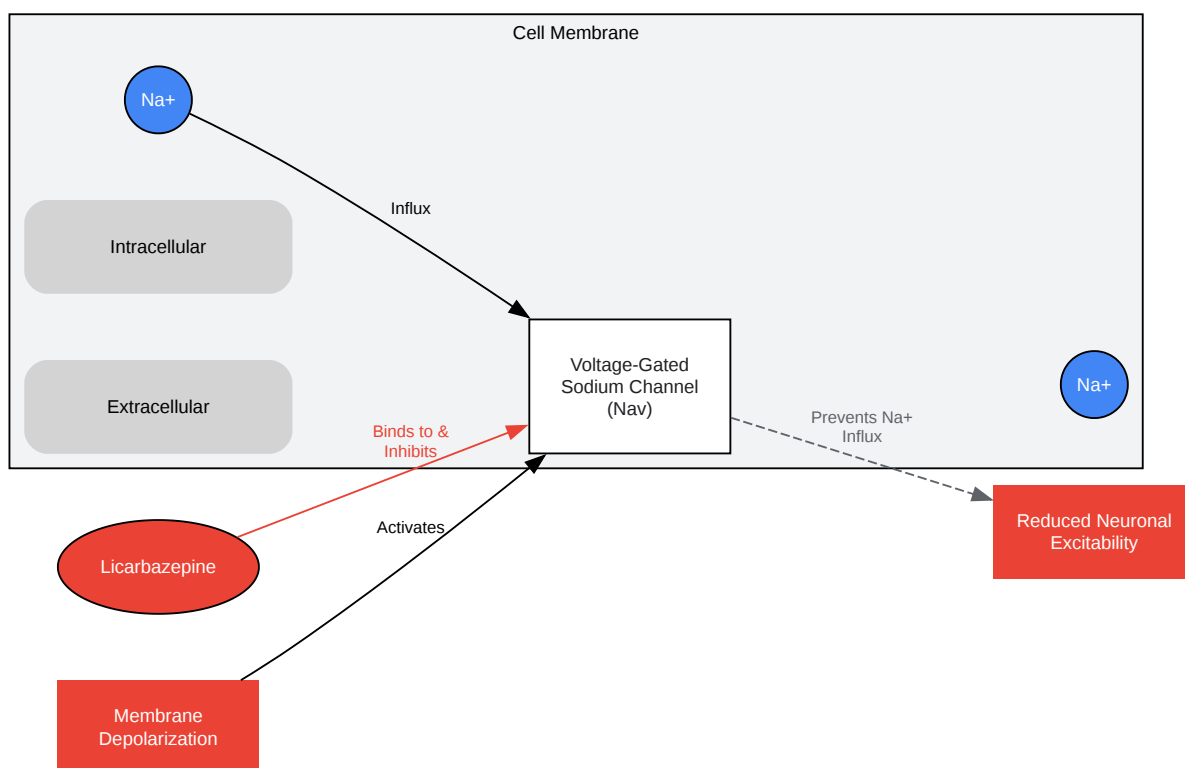 Cell Membrane
Na+
Influx
Intracellular
Voltage-Gated
Sodium Channel
(Nav)
Na+
Extracellular
Prevents Na+
Influx
Binds to &
Inhibits
Reduced Neuronal
Excitability
Activates
Licarbazepine
Membrane
Depolarization